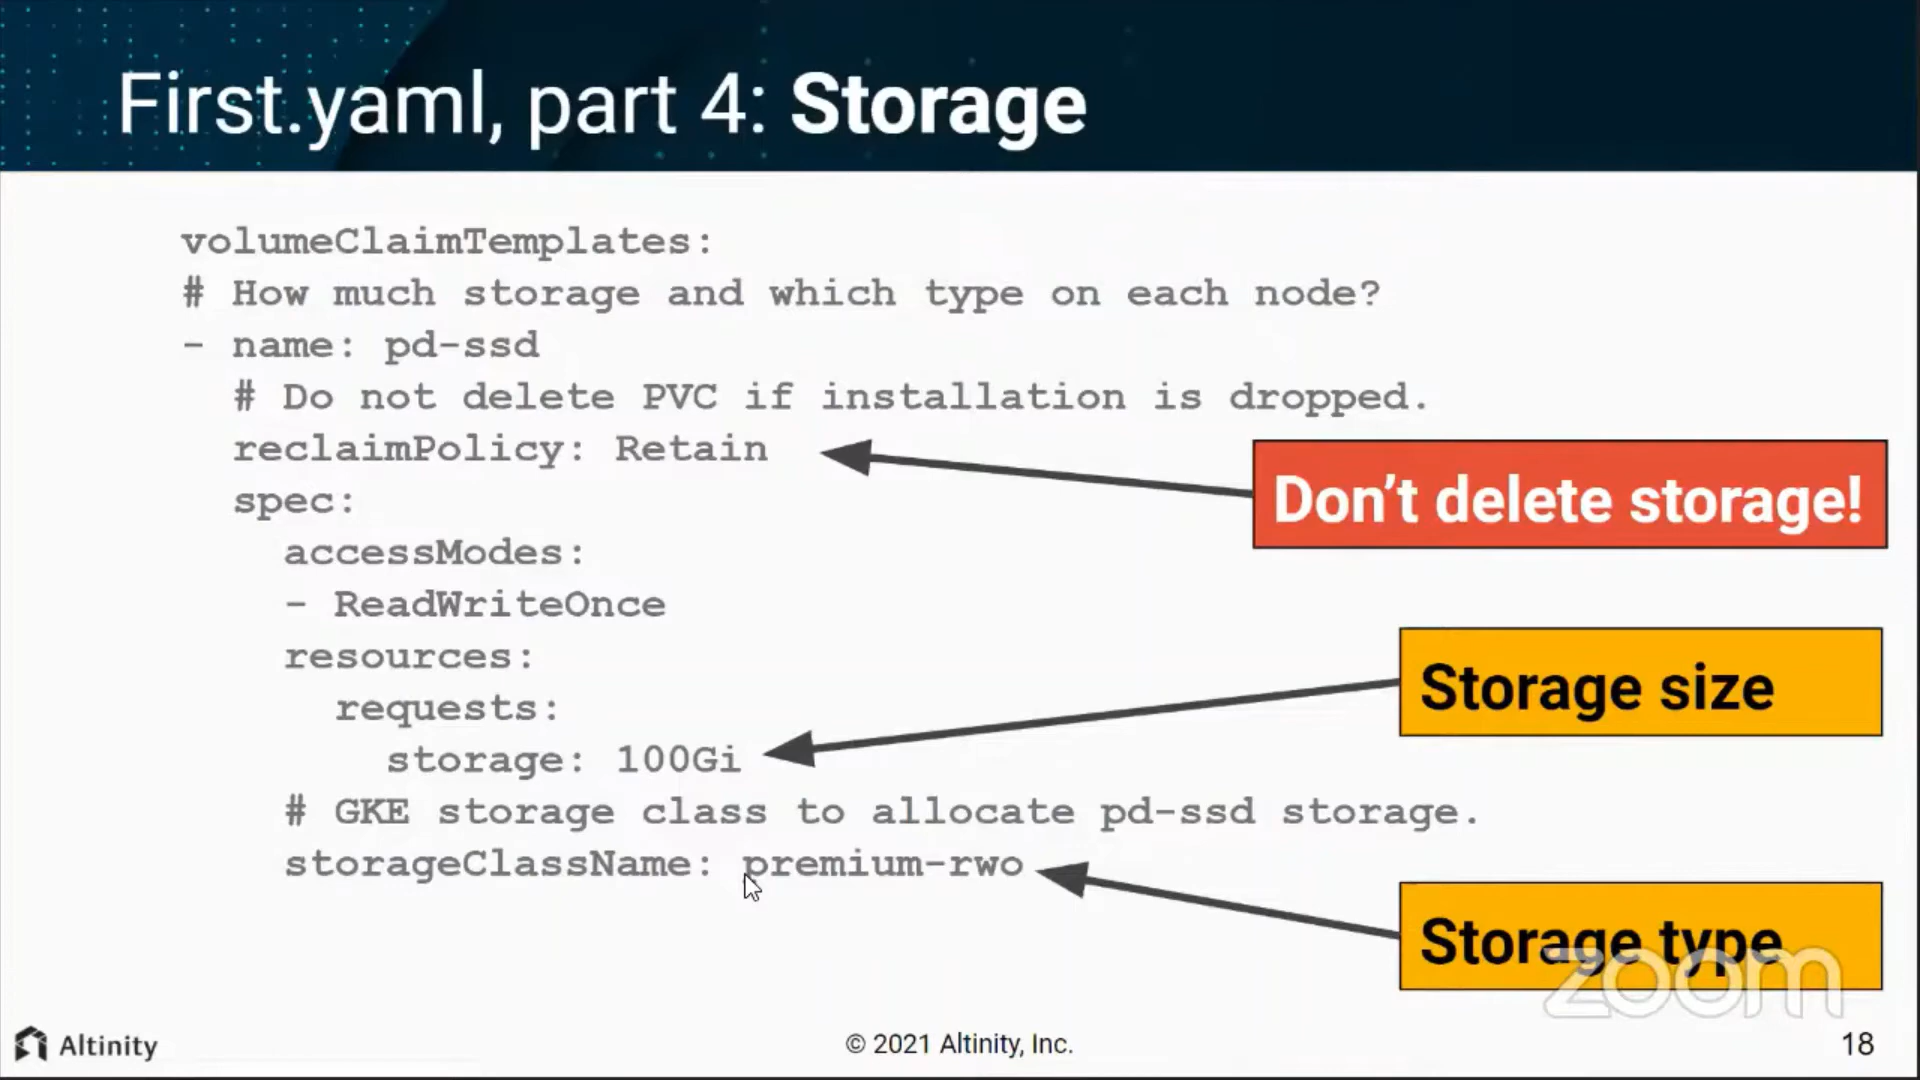 First.yaml, part 4: Storage
volumeClaimTemplates:
# How much storage and which type on each node?
- name: pd-ssd
# Do not delete PVC if installation is dropped.
reclaimPolicy: Retain
Don't delete storage!
spec:
accessModes:
- ReadWriteOnce
resources:
Storage size
requests:
storage: 100Gi
# GKE storage class to allocate pd-ssd storage.
storageClassName: premium-rwo
Storage type
zoom
Altinity
© 2021 Altinity, Inc.
18